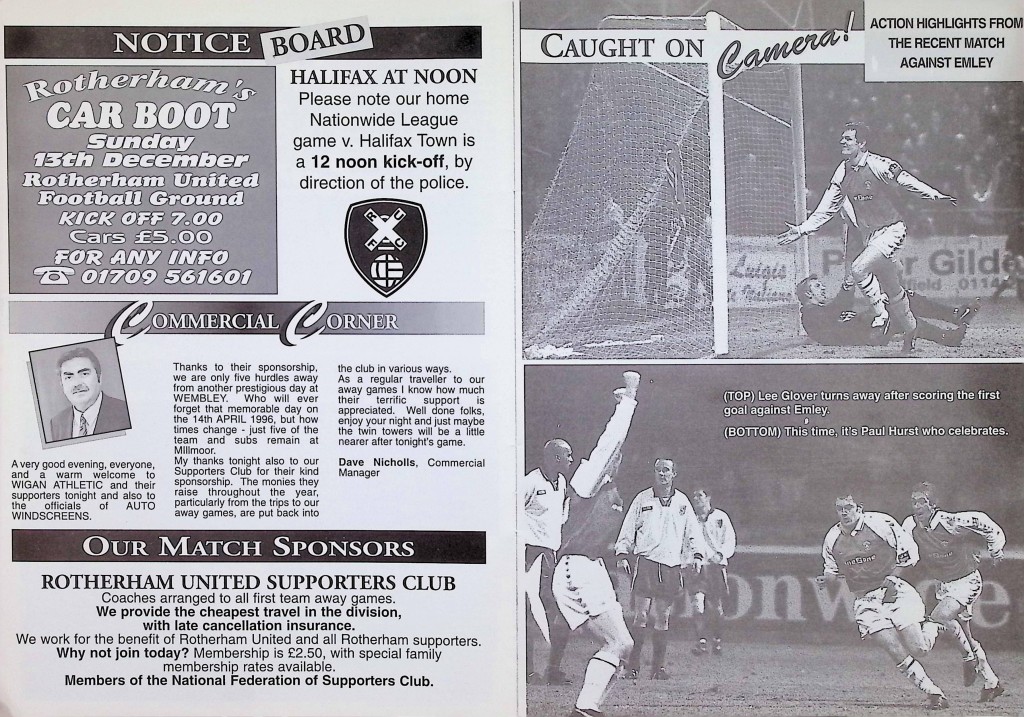 NOTICE BOARD
Rotherham's
CAR BOOT
Sunday
13th December
Rotherham United
Football Ground
KICK OFF 7.00
Cars £5.00
FOR ANY INFO
☎ 01709 561601
HALIFAX AT NOON
Please note our home
Nationwide League
game v. Halifax Town is
a 12 noon kick-off, by
direction of the police.
R U
F C
COMMERCIAL CORNER
A very good evening, everyone,
and a warm welcome to
WIGAN ATHLETIC and their
supporters tonight and also to
the officials of AUTO
WINDSCREENS.
Thanks to their sponsorship,
we are only five hurdles away
from another prestigious day at
WEMBLEY. Who will ever
forget that memorable day on
the 14th APRIL 1996, but how
times change - just five of the
team and subs remain at
Millmoor.
My thanks tonight also to our
Supporters Club for their kind
sponsorship. The monies they
raise throughout the year,
particularly from the trips to our
away games, are put back into
the club in various ways.
As a regular traveller to our
away games I know how much
their terrific support is
appreciated. Well done folks,
enjoy your night and just maybe
the twin towers will be a little
nearer after tonight's game.
Dave Nicholls, Commercial
Manager
OUR MATCH SPONSORS
ROTHERHAM UNITED SUPPORTERS CLUB
Coaches arranged to all first team away games.
We provide the cheapest travel in the division,
with late cancellation insurance.
We work for the benefit of Rotherham United and all Rotherham supporters.
Why not join today? Membership is £2.50, with special family
membership rates available.
Members of the National Federation of Supporters Club.
CAUGHT ON Camera!
ACTION HIGHLIGHTS FROM
THE RECENT MATCH
AGAINST EMLEY
Luigis
Italiano
Gilde
field 0114
(TOP) Lee Glover turns away after scoring the first
goal against Emley.
(BOTTOM) This time, it's Paul Hurst who celebrates.
onwide